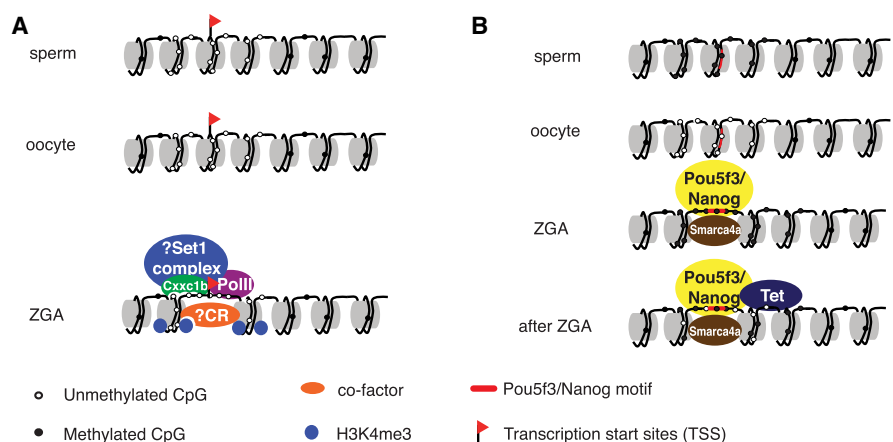 A
sperm
oocyte
?Set1
complex
Cxxc1b
PolII
?CR
ZGA
B
sperm
oocyte
Pou5f3/
Nanog
Smarca4a
ZGA
Pou5f3/
Nanog
Tet
Smarca4a
after ZGA
Unmethylated CpG
co-factor
Pou5f3/Nanog motif
Methylated CpG
H3K4me3
Transcription start sites (TSS)